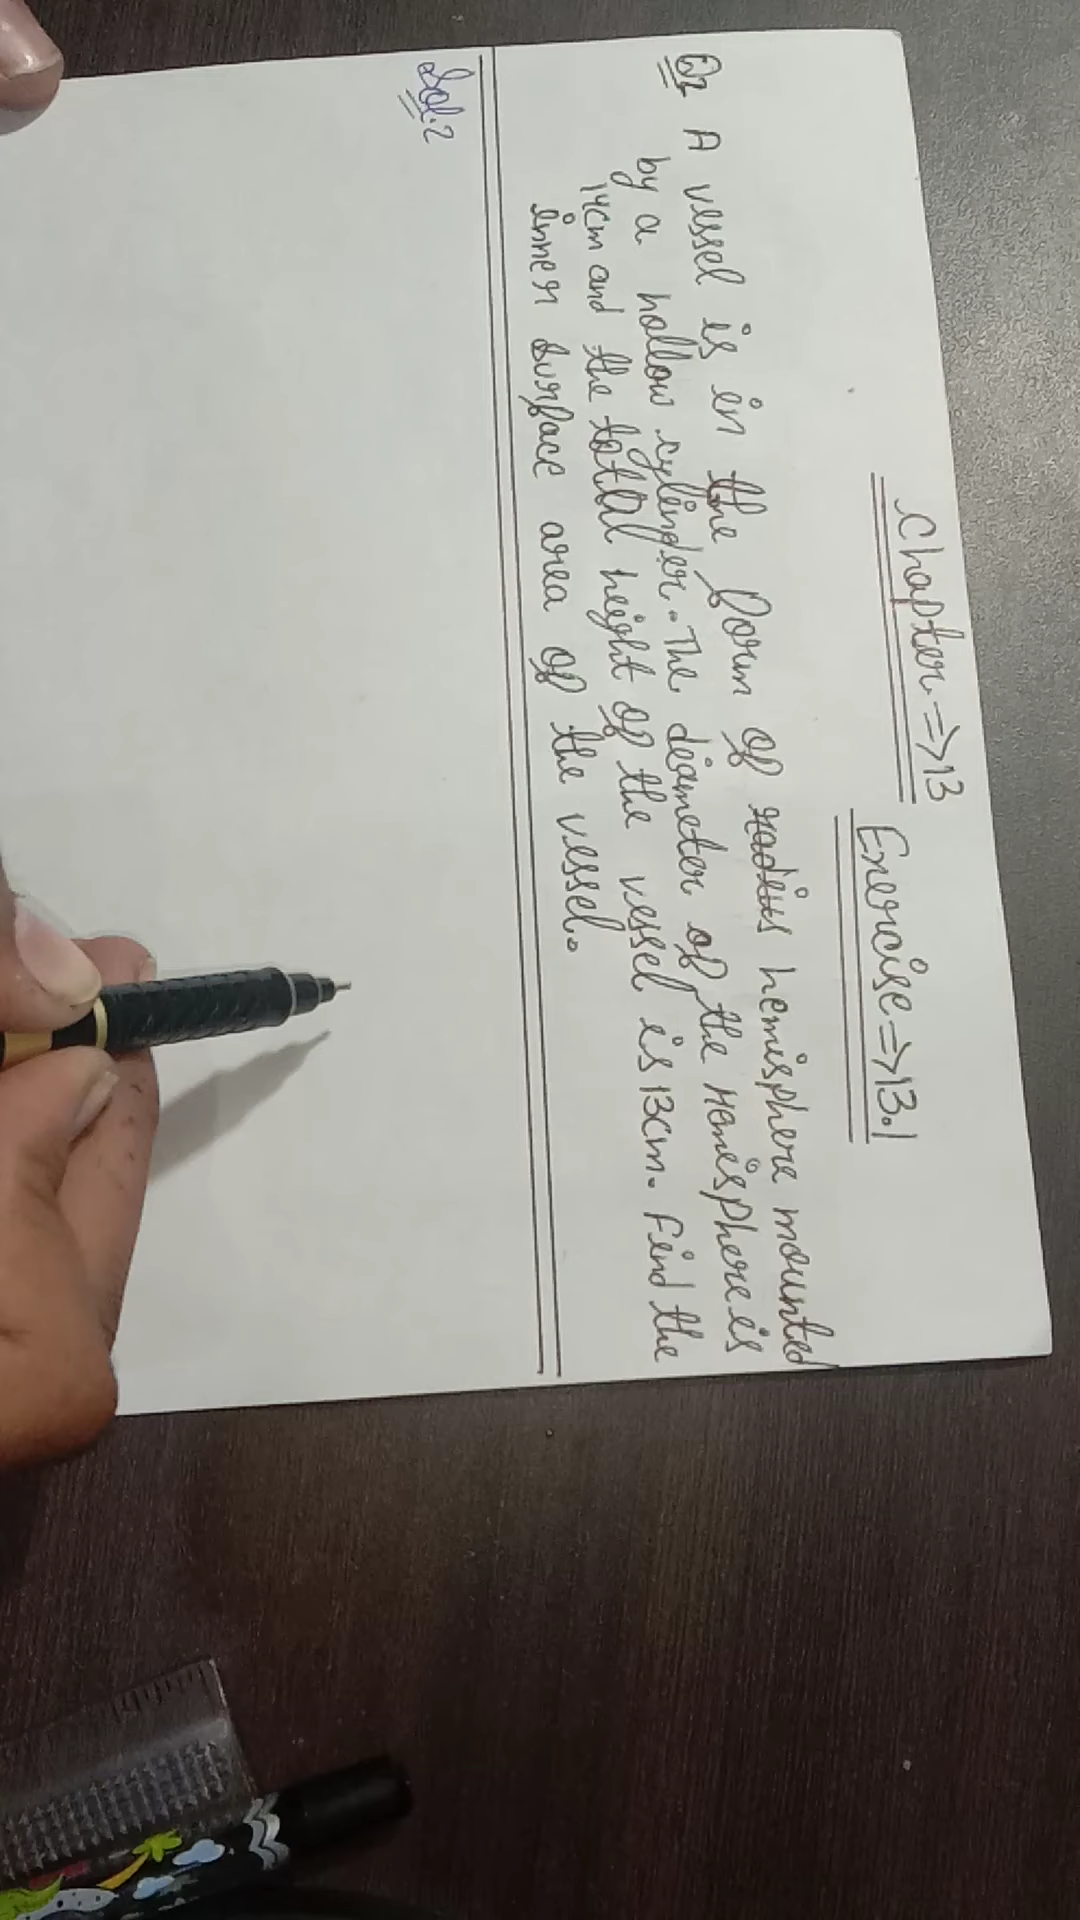 Chapter => 13
Exercise => 13.1
Q2 A vessel is in the form of radius hemisphere mounted
by a hollow cylinder. The diameter of the Hemisphere is
14cm and the total height of the vessel is 13cm. Find the
inner surface area of the vessel.
Sol:2